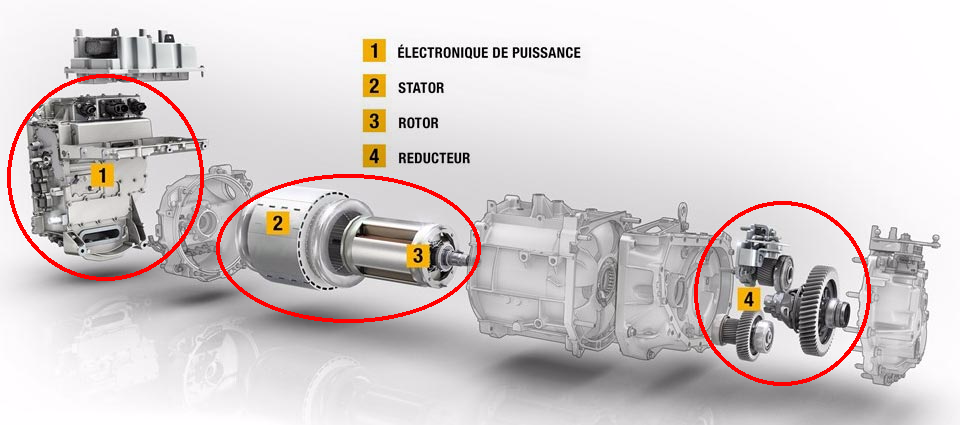 1 ÉLECTRONIQUE DE PUISSANCE
2 STATOR
3 ROTOR
4 REDUCTEUR
1
2
3
4